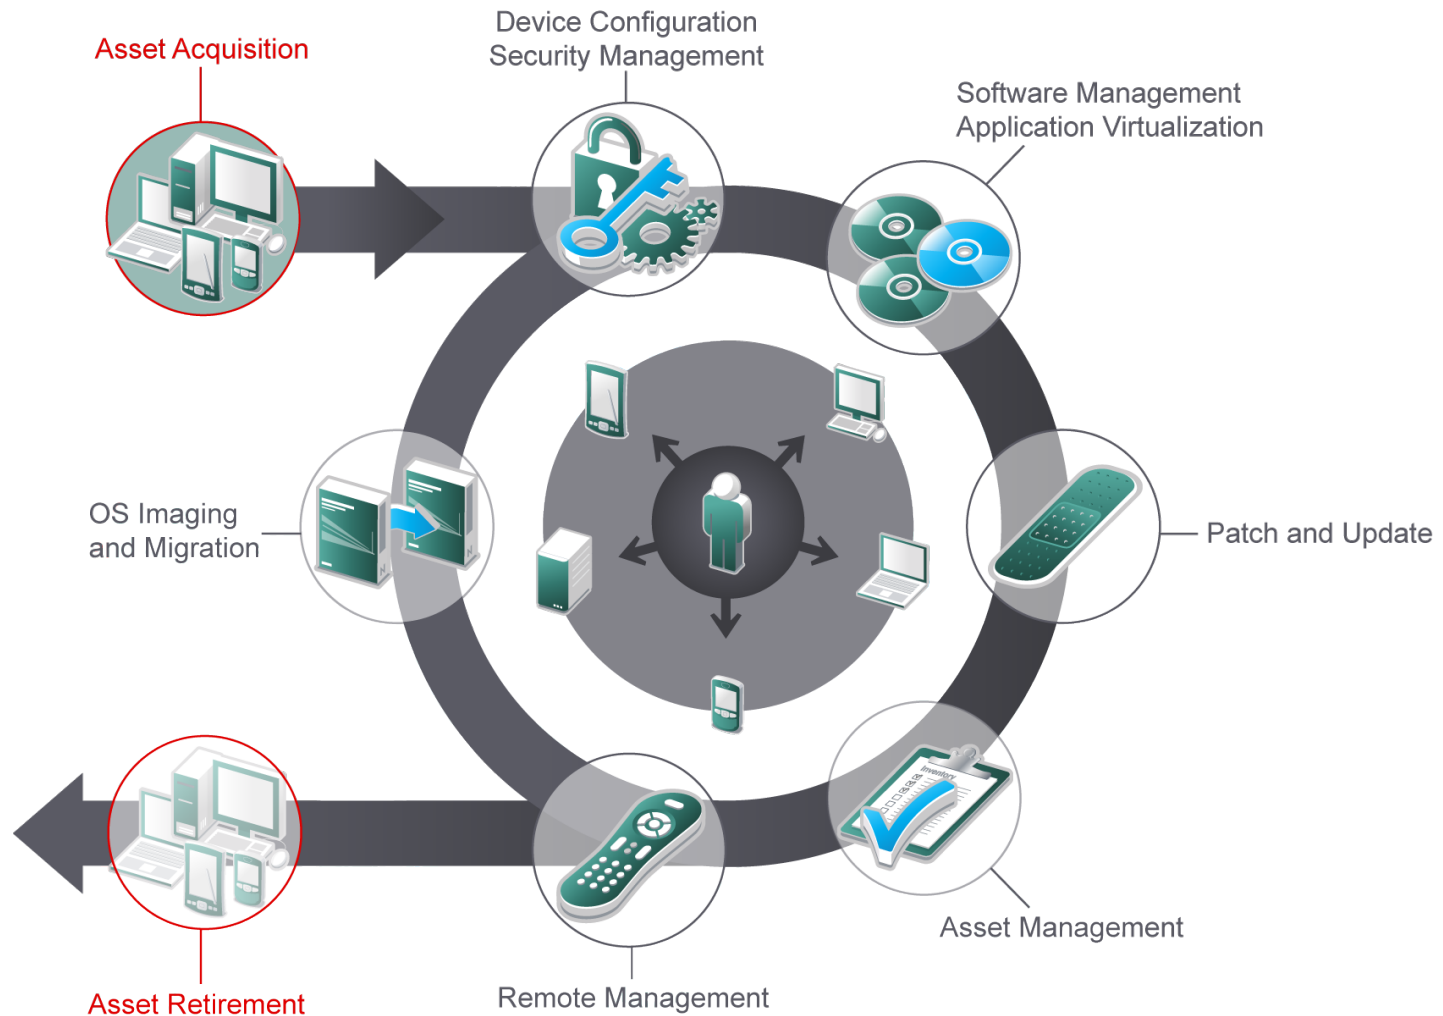 Asset Acquisition
Device Configuration
Security Management
Software Management
Application Virtualization
OS Imaging
and Migration
Patch and Update
Inventory
Asset Management
Remote Management
Asset Retirement